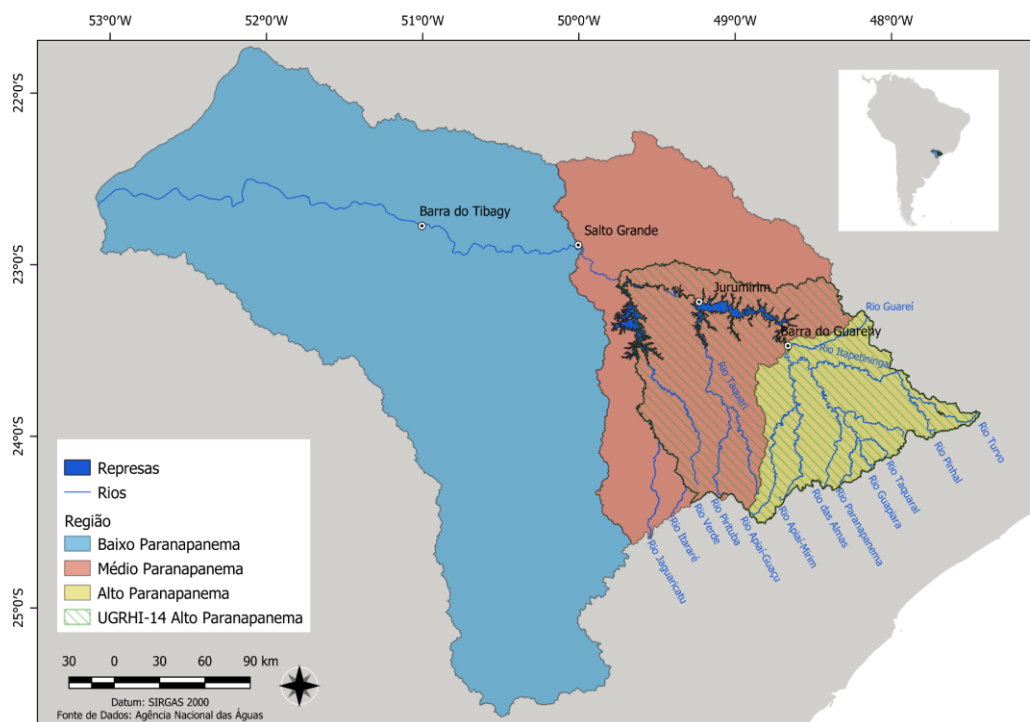 53°0'W
52°0'W
51°0'W
50°0'W
49°0'W
48°0'W
22°0'S
23°0'S
24°0'S
25°0'S
Barra do Tibagy
Salto Grande
Jurumirim
Barra do Guarehy
Rio Guareí
Rio Itapetininga
Rio Taquari
Rio Turvo
Rio Pinhal
Rio Taquaral
Rio Guapiara
Rio Paranapanema
Rio das Almas
Rio Apiaí-Mirim
Rio Apiaí-Guaçu
Rio Pirituba
Rio Verde
Rio Itararé
Rio Jaguaricatu
Represas
Rios
Região
Baixo Paranapanema
Médio Paranapanema
Alto Paranapanema
UGRHI-14 Alto Paranapanema
30 0 30 60 90 km
Datum: SIRGAS 2000
Fonte de Dados: Agência Nacional das Águas